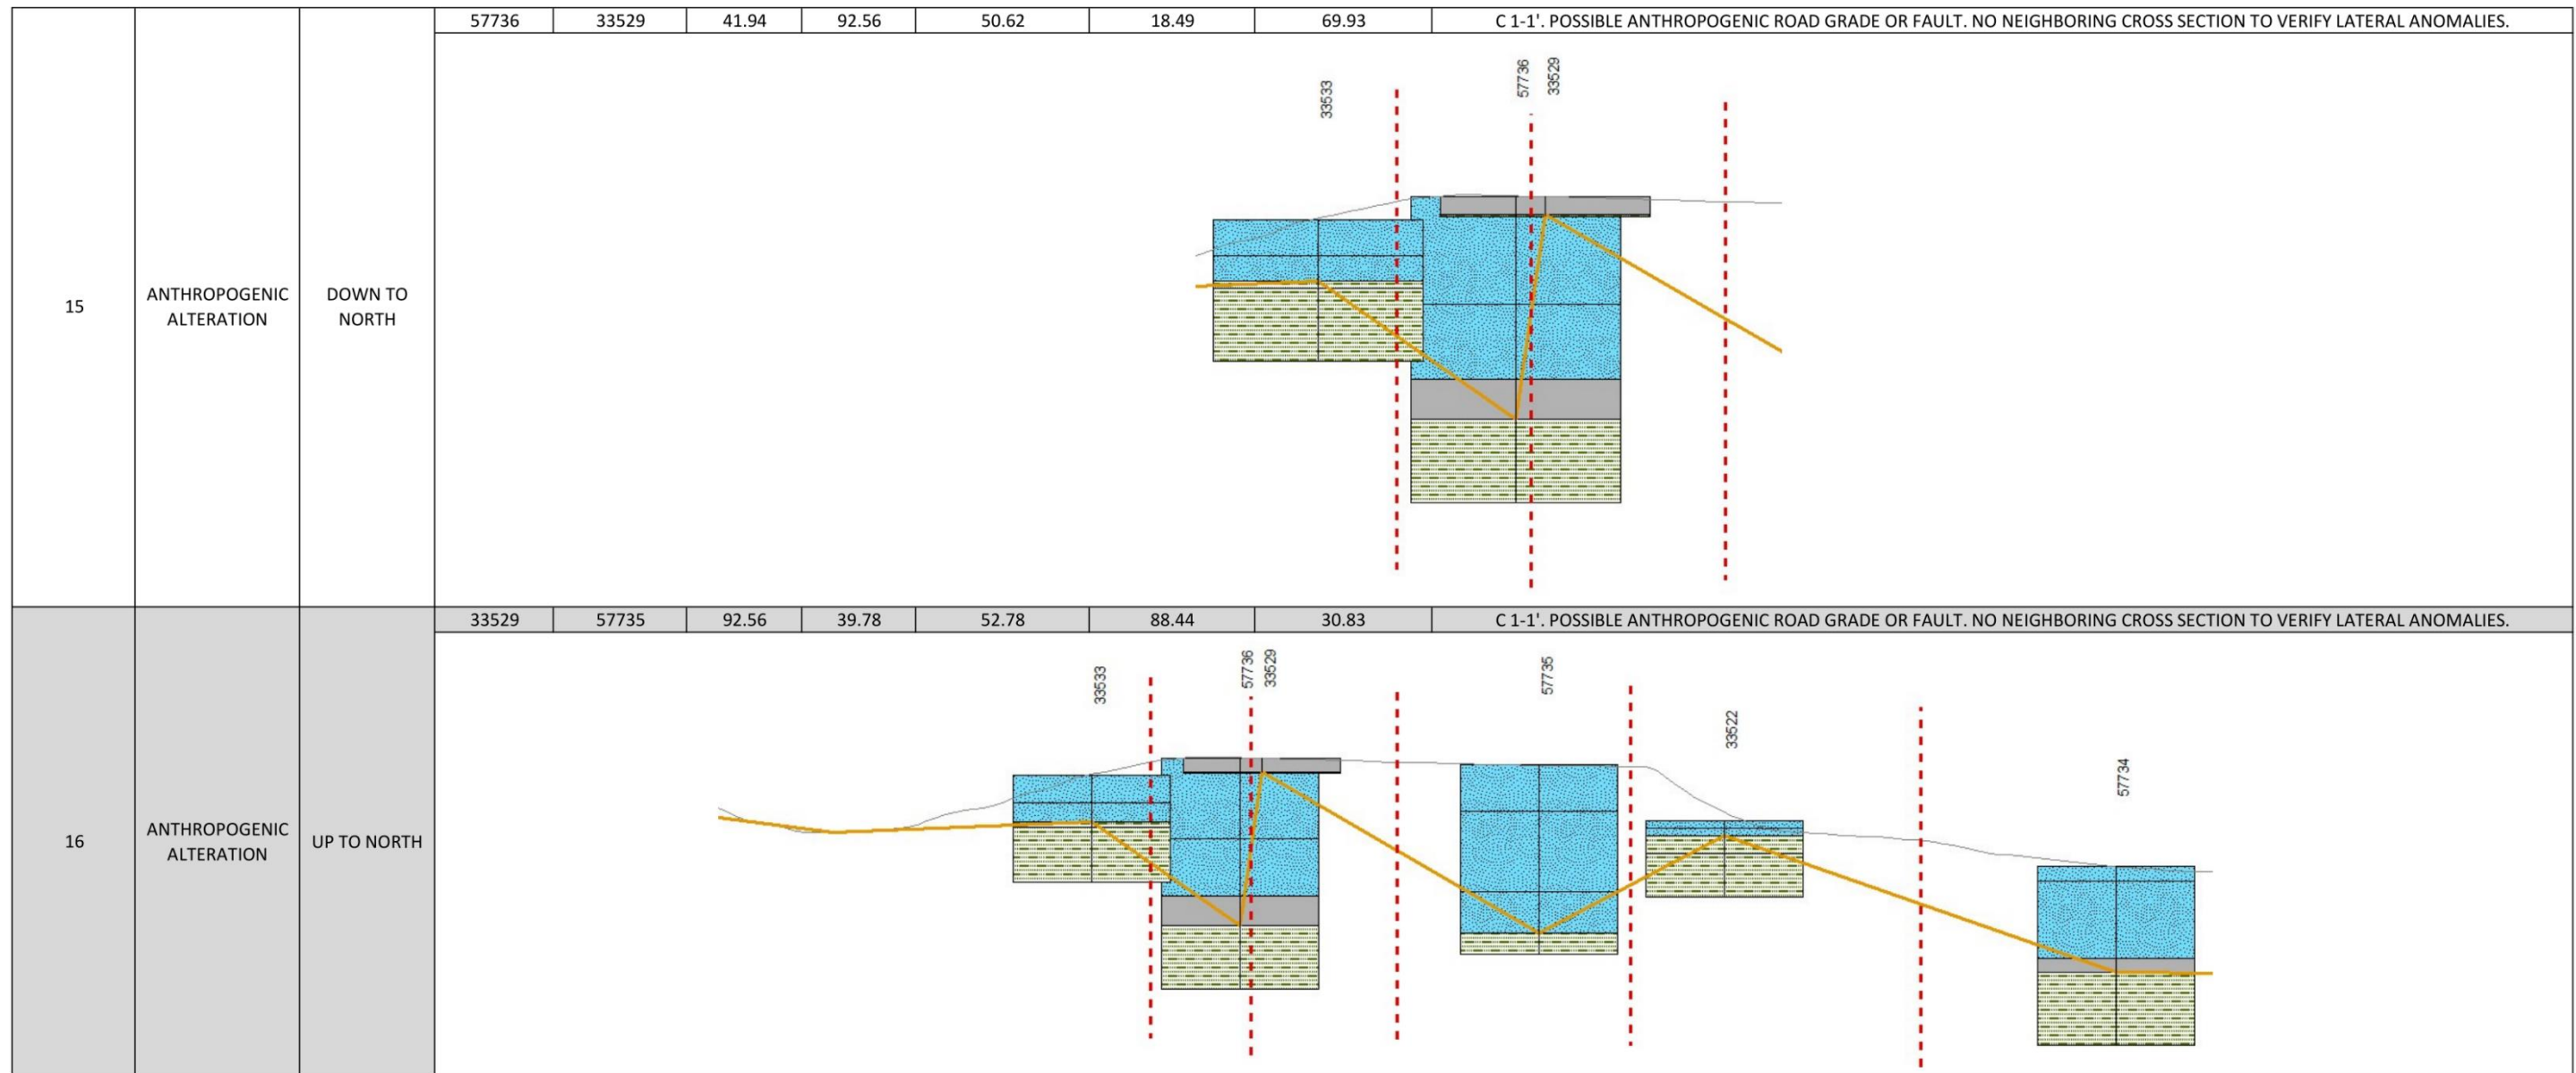 57736 33529 41.94 92.56 50.62 18.49 69.93 C 1-1'. POSSIBLE ANTHROPOGENIC ROAD GRADE OR FAULT. NO NEIGHBORING CROSS SECTION TO VERIFY LATERAL ANOMALIES.
33533
57736
33529
15
ANTHROPOGENIC
ALTERATION
DOWN TO
NORTH
33529 57735 92.56 39.78 52.78 88.44 30.83 C 1-1'. POSSIBLE ANTHROPOGENIC ROAD GRADE OR FAULT. NO NEIGHBORING CROSS SECTION TO VERIFY LATERAL ANOMALIES.
33533
57736
33529
57735
33522
57734
16
ANTHROPOGENIC
ALTERATION
UP TO NORTH